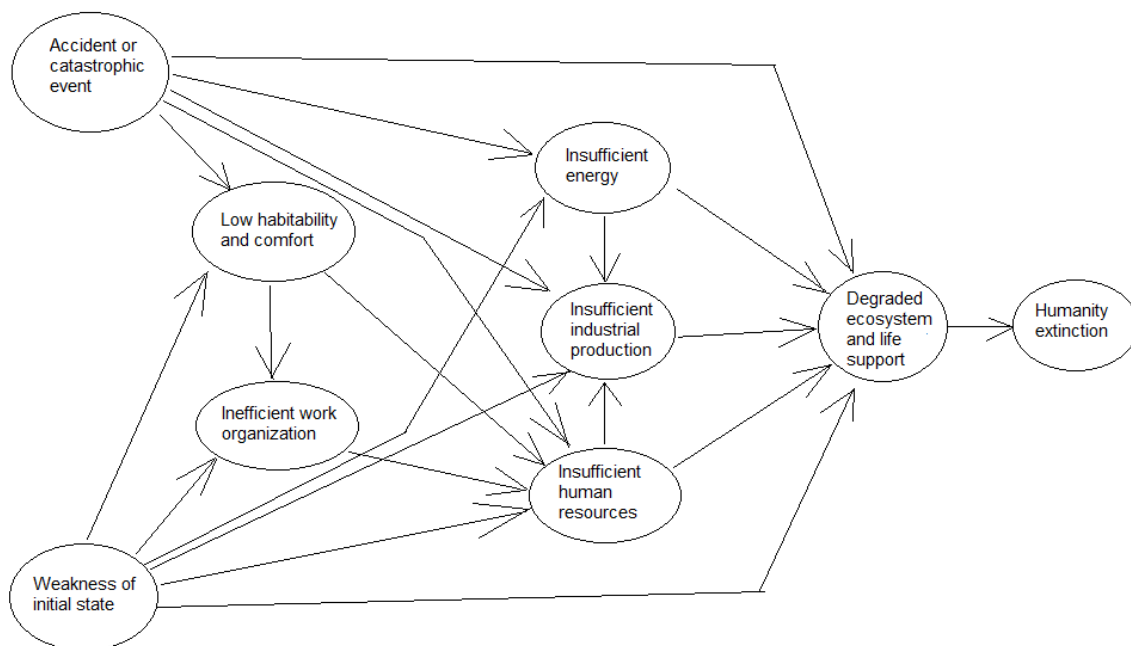 Accident or
catastrophic
event
Insufficient
energy
Low habitability
and comfort
Insufficient
industrial
production
Degraded
ecosystem
and life
support
Humanity
extinction
Inefficient work
organization
Insufficient
human
resources
Weakness of
initial state